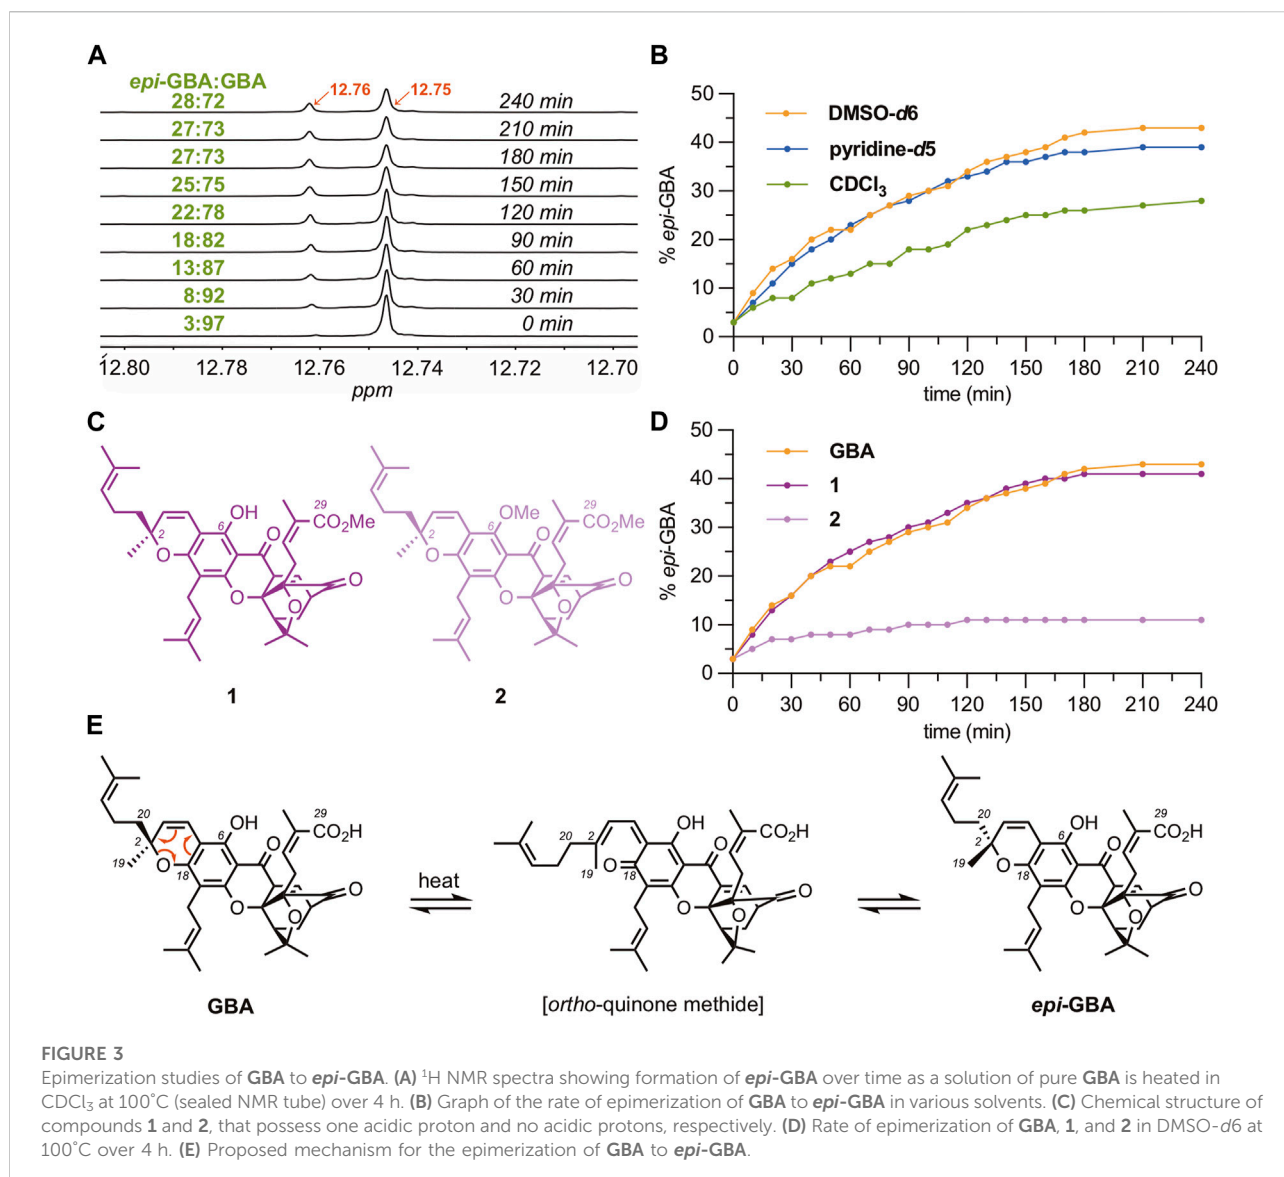 A
epi-GBA:GBA
28:72 12.76 12.75 240 min
27:73 210 min
27:73 180 min
25:75 150 min
22:78 120 min
18:82 90 min
13:87 60 min
8:92 30 min
3:97 0 min
12.80 12.78 12.76 12.74 12.72 12.70
ppm
B
50
40
30
20
10
0
% epi-GBA
DMSO-d6
pyridine-d5
CDCl3
0 30 60 90 120 150 180 210 240
time (min)
C
29
6 OH CO2Me
2 O O
O O O
1
29
6 OMe CO2Me
2 O O
O O O
2
D
50
40
30
20
10
0
% epi-GBA
GBA
1
2
0 30 60 90 120 150 180 210 240
time (min)
E
20 29
6 OH CO2H
2 O
19 O 18 O
O O
GBA
heat
29
20 2 OH CO2H
19 O 18 O
O O O
[ortho-quinone methide]
20 29
6 OH CO2H
2 O
19 O 18 O
O O
epi-GBA
FIGURE 3
Epimerization studies of GBA to epi-GBA. (A) 1H NMR spectra showing formation of epi-GBA over time as a solution of pure GBA is heated in
CDCl3 at 100°C (sealed NMR tube) over 4 h. (B) Graph of the rate of epimerization of GBA to epi-GBA in various solvents. (C) Chemical structure of
compounds 1 and 2, that possess one acidic proton and no acidic protons, respectively. (D) Rate of epimerization of GBA, 1, and 2 in DMSO-d6 at
100°C over 4 h. (E) Proposed mechanism for the epimerization of GBA to epi-GBA.